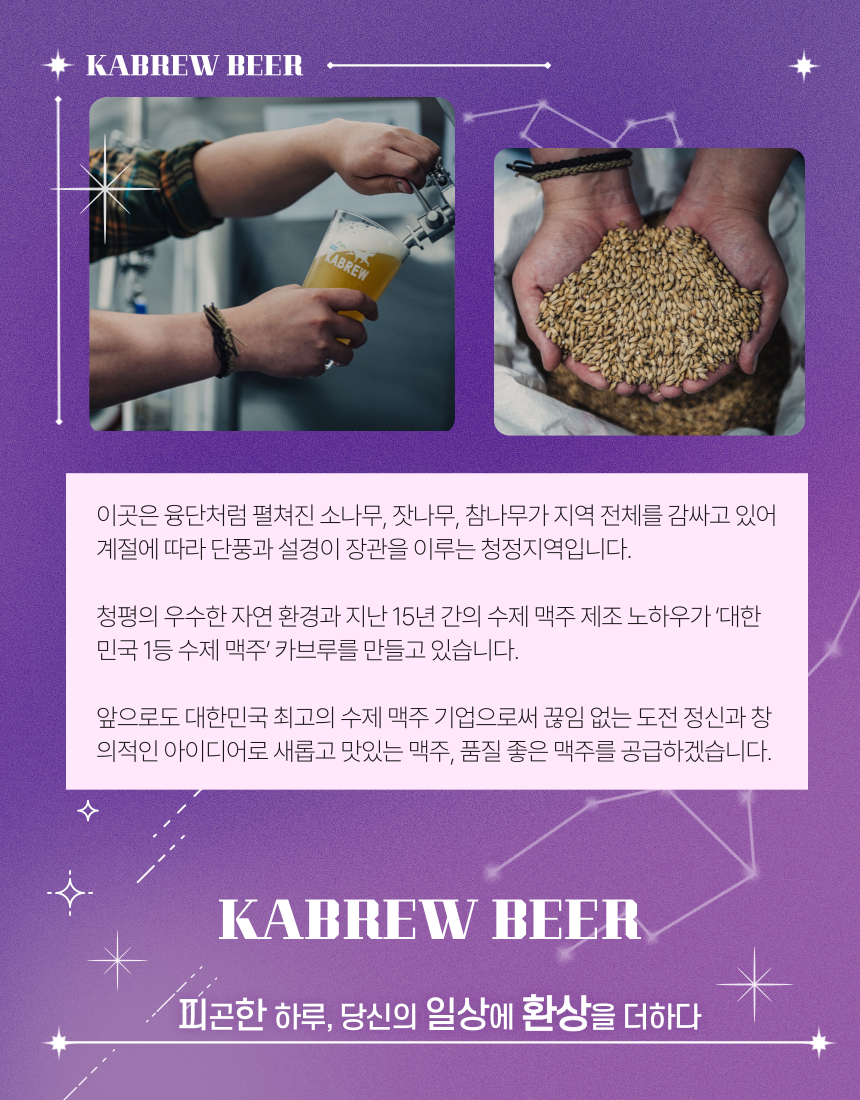 KABREW BEER
KABREW
이곳은 융단처럼 펼쳐진 소나무, 잣나무, 참나무가 지역 전체를 감싸고 있어
계절에 따라 단풍과 설경이 장관을 이루는 청정지역입니다.
청평의 우수한 자연 환경과 지난 15년 간의 수제 맥주 제조 노하우가 ‘대한
민국 1등 수제 맥주’ 카브루를 만들고 있습니다.
앞으로도 대한민국 최고의 수제 맥주 기업으로써 끊임 없는 도전 정신과 창
의적인 아이디어로 새롭고 맛있는 맥주, 품질 좋은 맥주를 공급하겠습니다.
KABREW BEER
피곤한 하루, 당신의 일상에 환상을 더하다